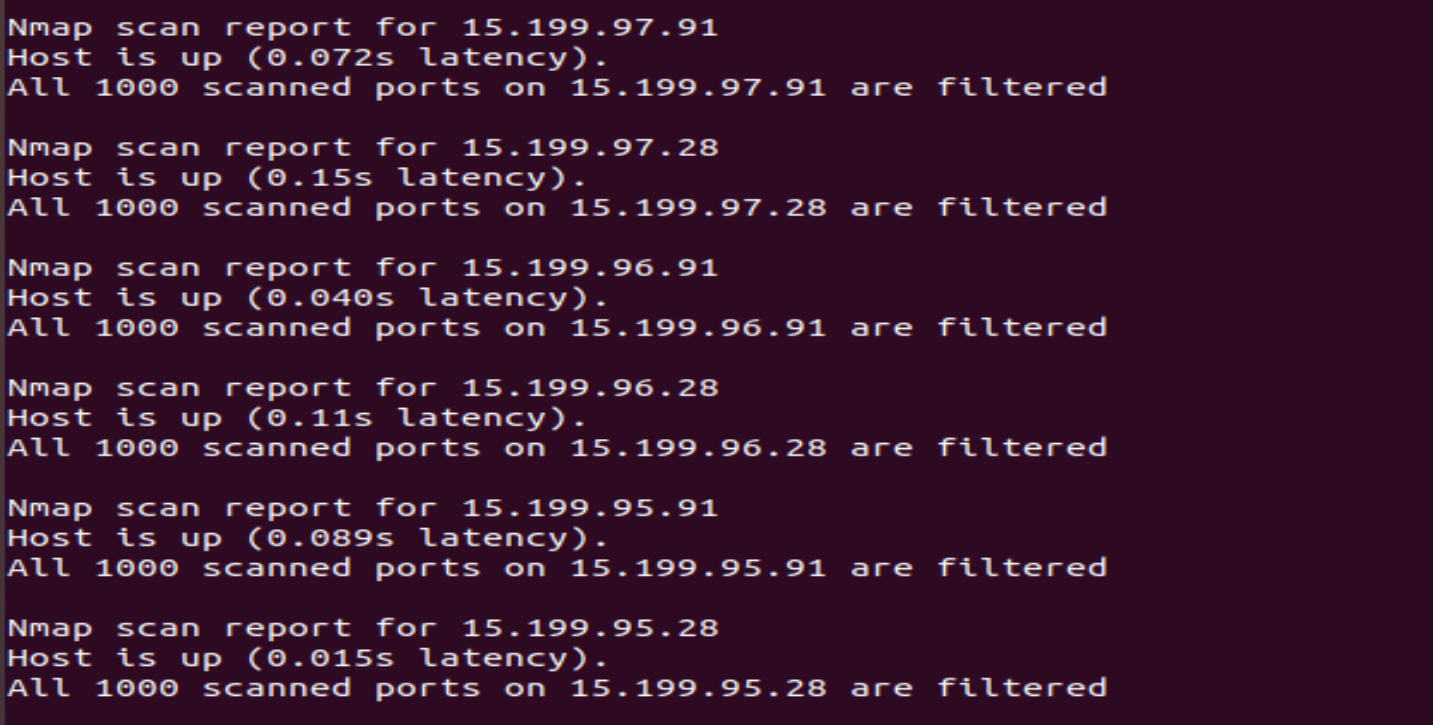 Nmap scan report for 15.199.97.91
Host is up (0.072s latency).
All 1000 scanned ports on 15.199.97.91 are filtered
Nmap scan report for 15.199.97.28
Host is up (0.15s latency).
All 1000 scanned ports on 15.199.97.28 are filtered
Nmap scan report for 15.199.96.91
Host is up (0.040s latency).
All 1000 scanned ports on 15.199.96.91 are filtered
Nmap scan report for 15.199.96.28
Host is up (0.11s latency).
All 1000 scanned ports on 15.199.96.28 are filtered
Nmap scan report for 15.199.95.91
Host is up (0.089s latency).
All 1000 scanned ports on 15.199.95.91 are filtered
Nmap scan report for 15.199.95.28
Host is up (0.015s latency).
All 1000 scanned ports on 15.199.95.28 are filtered